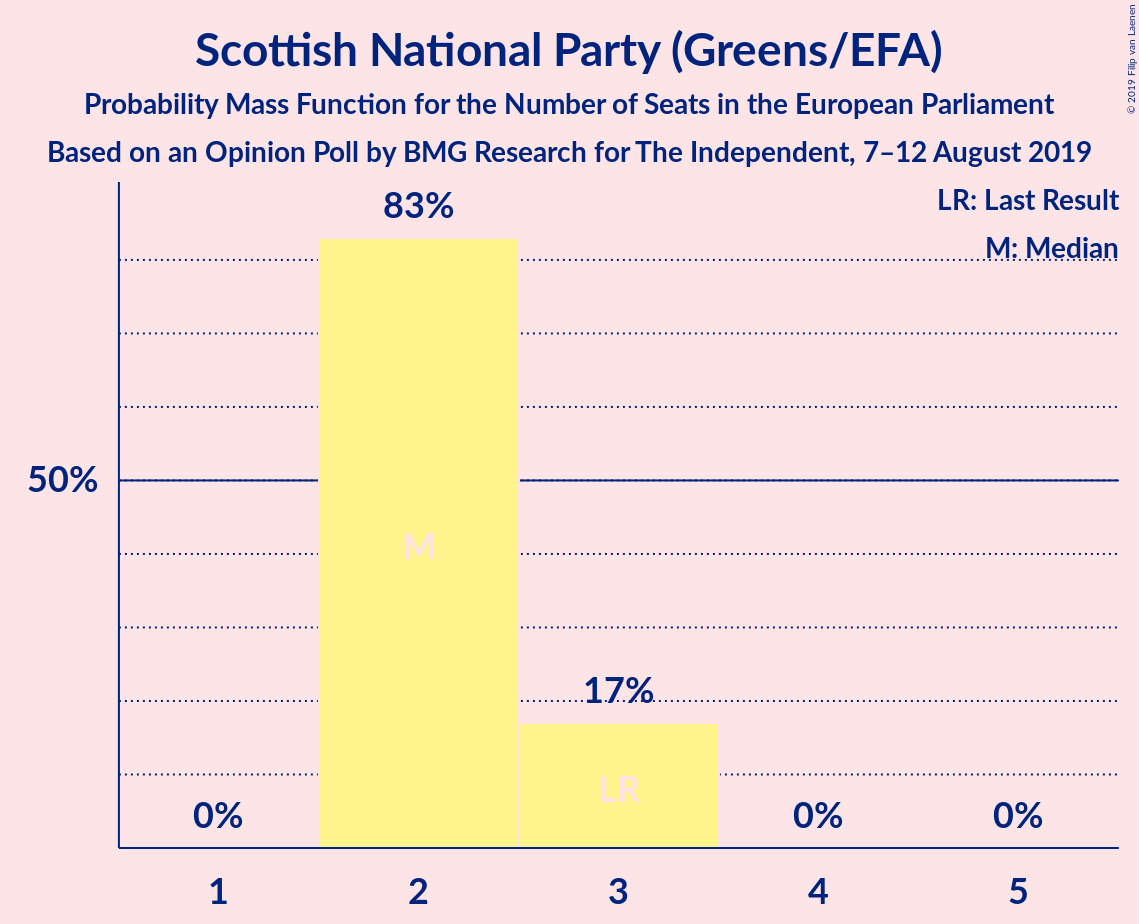 Scottish National Party (Greens/EFA)
Probability Mass Function for the Number of Seats in the European Parliament
Based on an Opinion Poll by BMG Research for The Independent, 7–12 August 2019
© 2019 Filip van Laenen
LR: Last Result
M: Median
83%
50%
M
17%
LR
0%
0%
0%
1
2
3
4
5